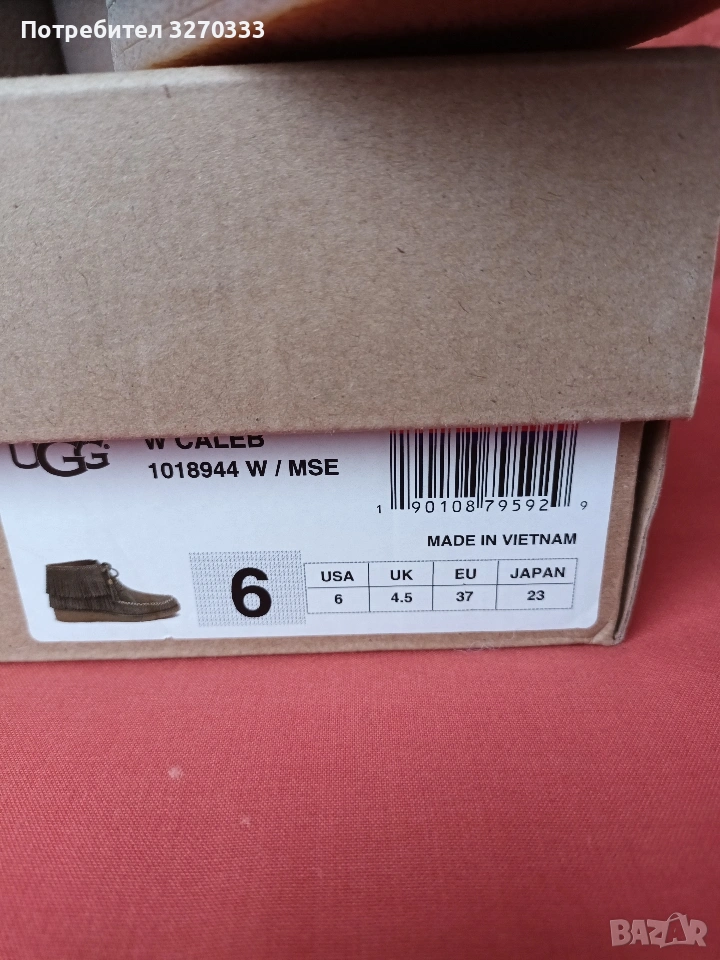 Потребител 3270333
UGG
W CALEB
1018944 W / MSE
1 90108 79592 9
MADE IN VIETNAM
6
USA UK EU JAPAN
6 4.5 37 23
BAZAR